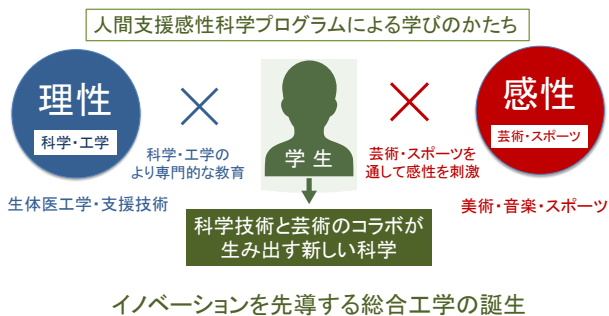 人間支援感性科学プログラムによる学びのかたち
理性
科学・工学
科学・工学の
より専門的な教育
生体医工学・支援技術
学生
芸術・スポーツを
通して感性を刺激
感性
芸術・スポーツ
美術・音楽・スポーツ
科学技術と芸術のコラボが
生み出す新しい科学
イノベーションを先導する総合工学の誕生